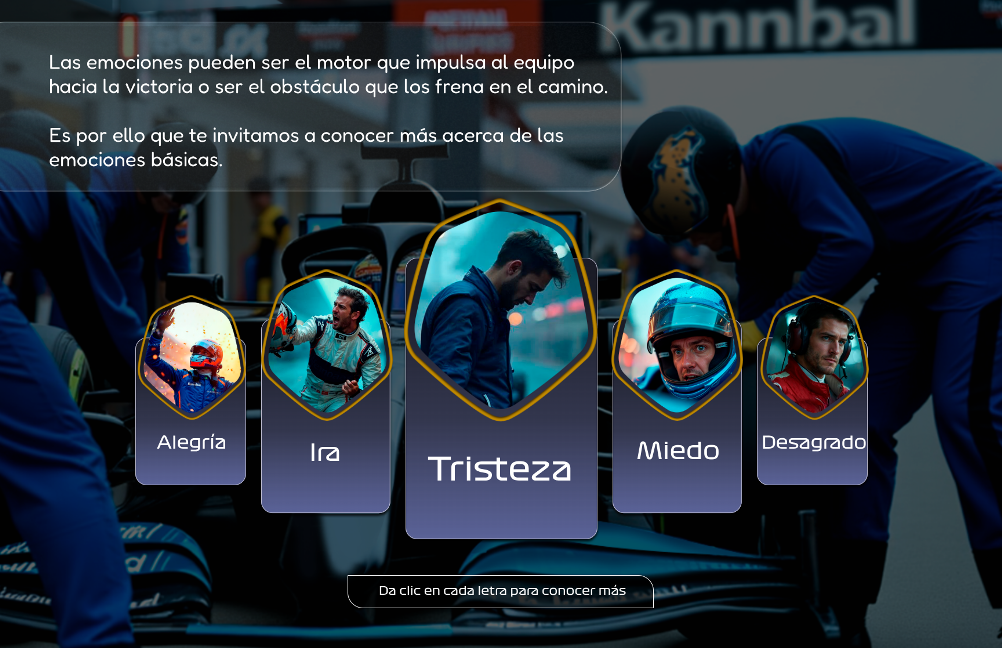 Kannbal
Las emociones pueden ser el motor que impulsa al equipo
hacia la victoria o ser el obstáculo que los frena en el camino.
Es por ello que te invitamos a conocer más acerca de las
emociones básicas.
Alegría
Ira
Tristeza
Miedo
Desagrado
Da clic en cada letra para conocer más